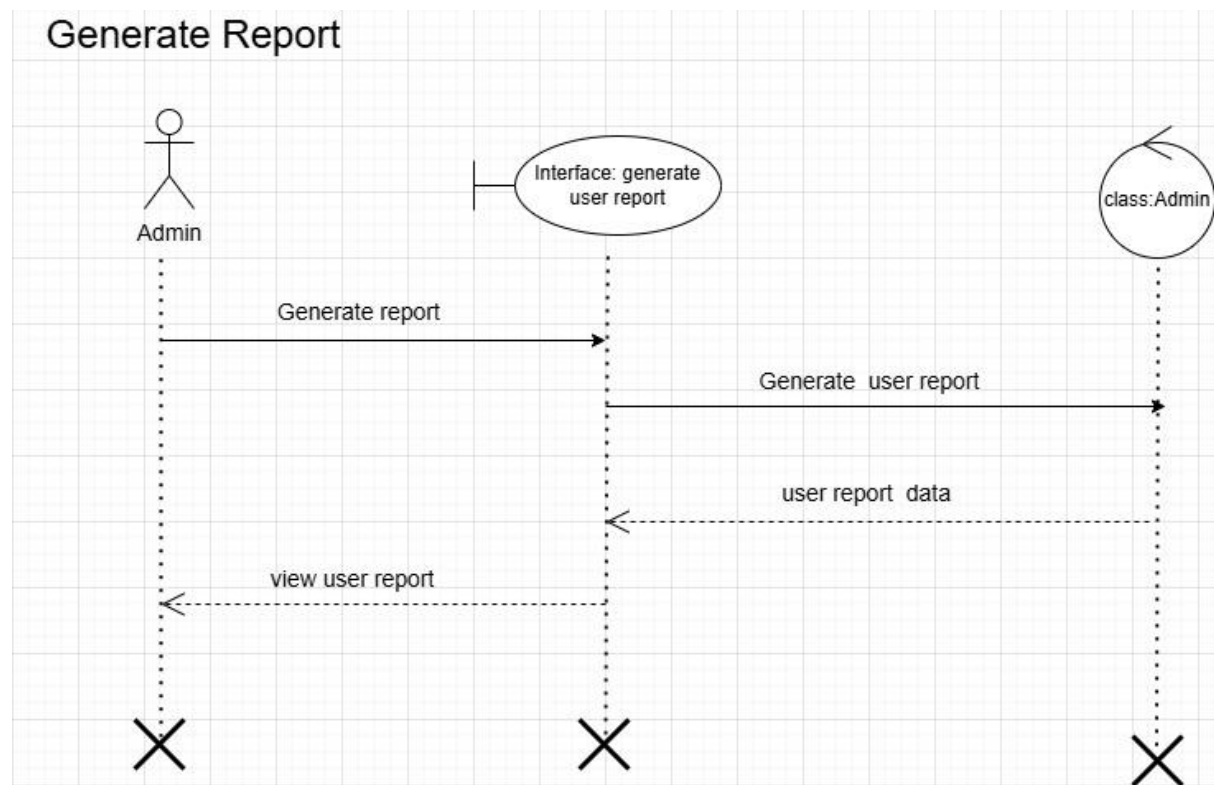 Generate Report
Interface: generate
user report
class:Admin
Admin
Generate report
Generate user report
user report data
view user report